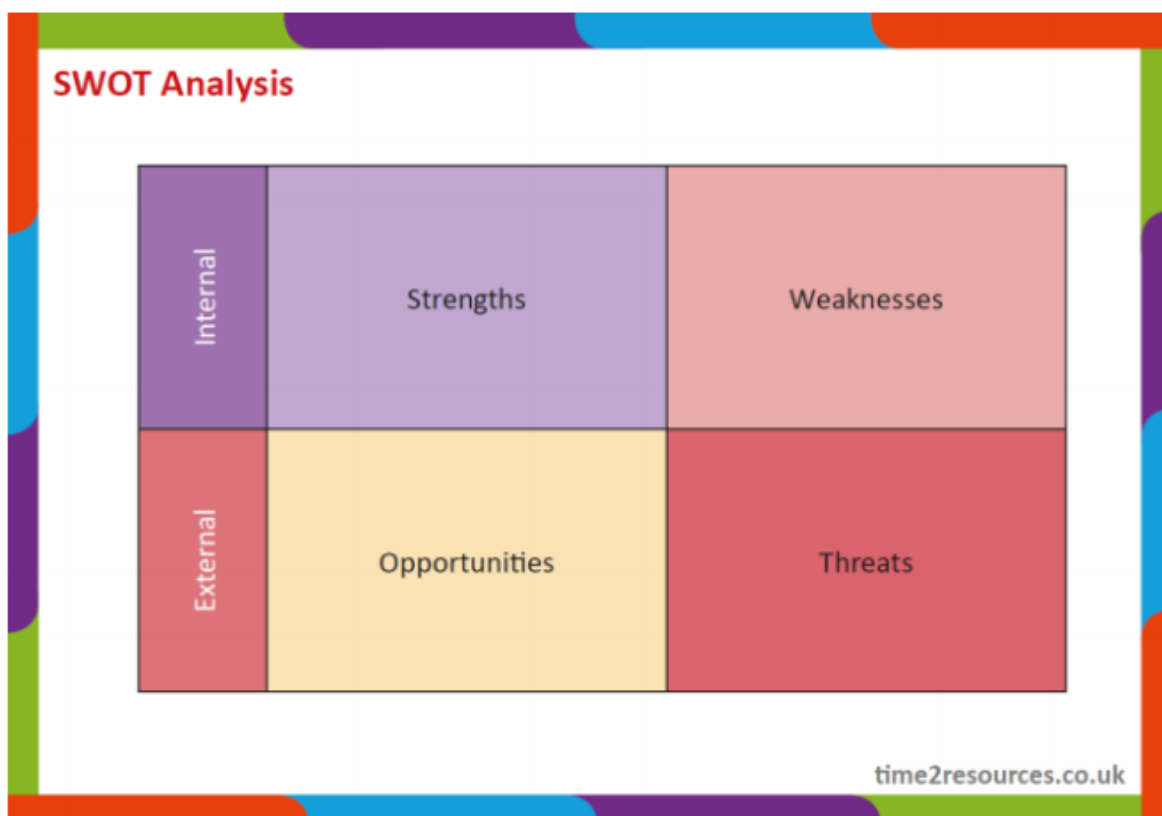 SWOT Analysis
Internal
Strengths
Weaknesses
External
Opportunities
Threats
time2resources.co.uk